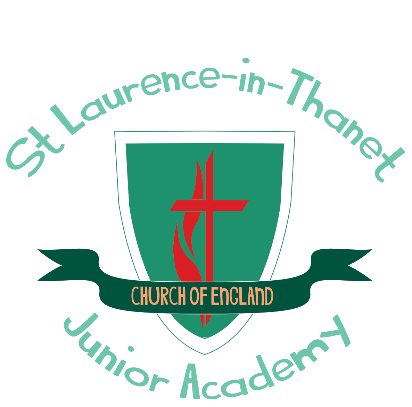 St Laurence-in-Thanet
CHURCH OF ENGLAND
Junior Academy